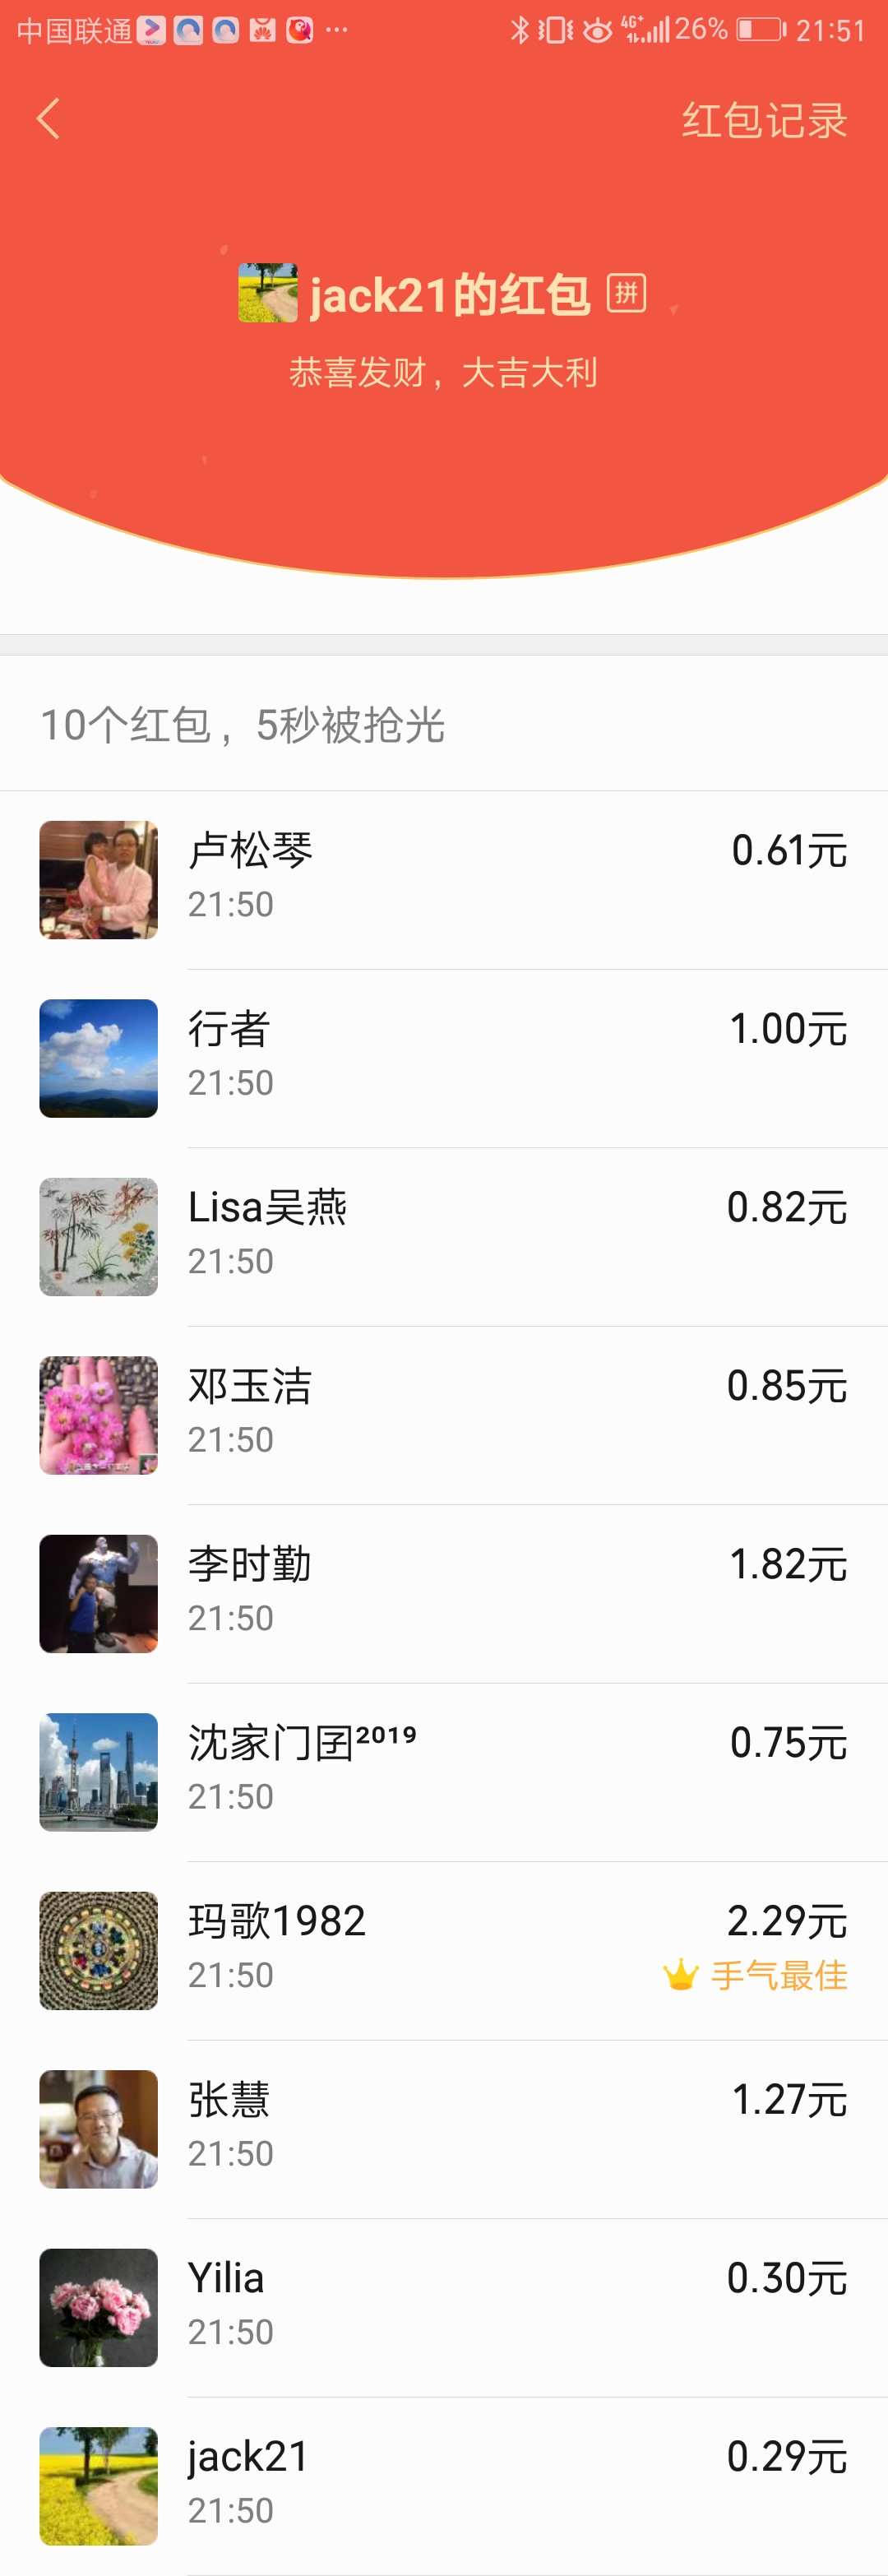 中国联通 ··· 4G+ 26% 21:51
红包记录
jack21的红包 拼
恭喜发财，大吉大利
10个红包，5秒被抢光
卢松琴 0.61元
21:50
行者 1.00元
21:50
Lisa吴燕 0.82元
21:50
邓玉洁 0.85元
21:50
李时勤 1.82元
21:50
沈家门囝²⁰¹⁹ 0.75元
21:50
玛歌1982 2.29元
21:50 手气最佳
张慧 1.27元
21:50
Yilia 0.30元
21:50
jack21 0.29元
21:50